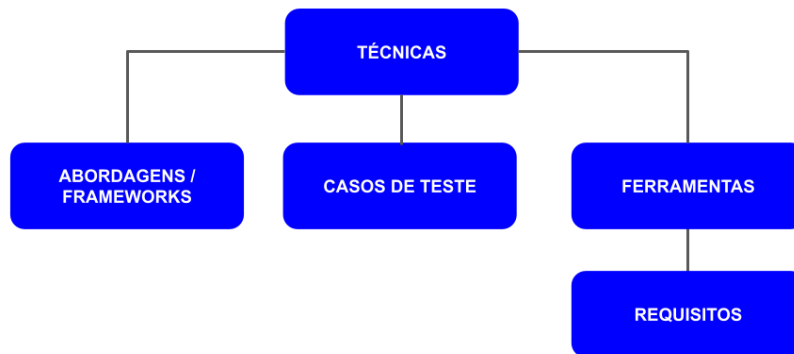 TÉCNICAS
ABORDAGENS /
FRAMEWORKS
CASOS DE TESTE
FERRAMENTAS
REQUISITOS